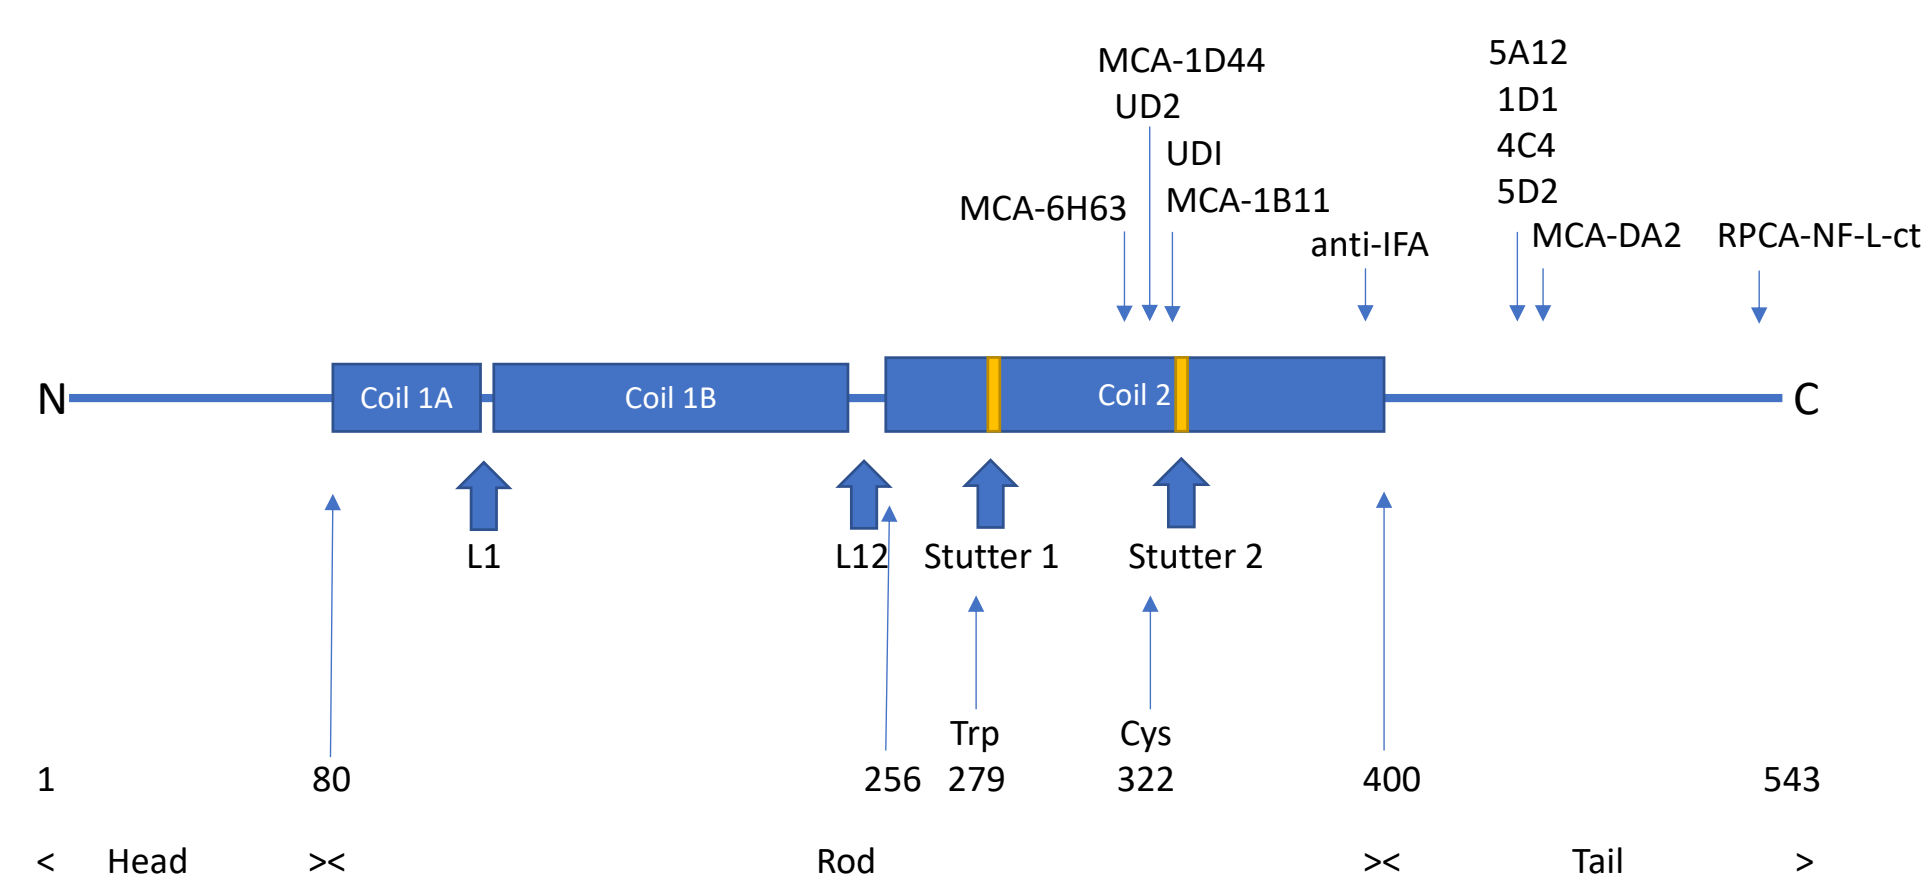 MCA-1D44
UD2
UDI
MCA-1B11
MCA-6H63
anti-IFA
5A12
1D1
4C4
5D2
MCA-DA2
RPCA-NF-L-ct
N
Coil 1A
Coil 1B
Coil 2
C
L1
L12
Stutter 1
Stutter 2
Trp
Cys
1
80
256
279
322
400
543
< Head >< Rod >< Tail >